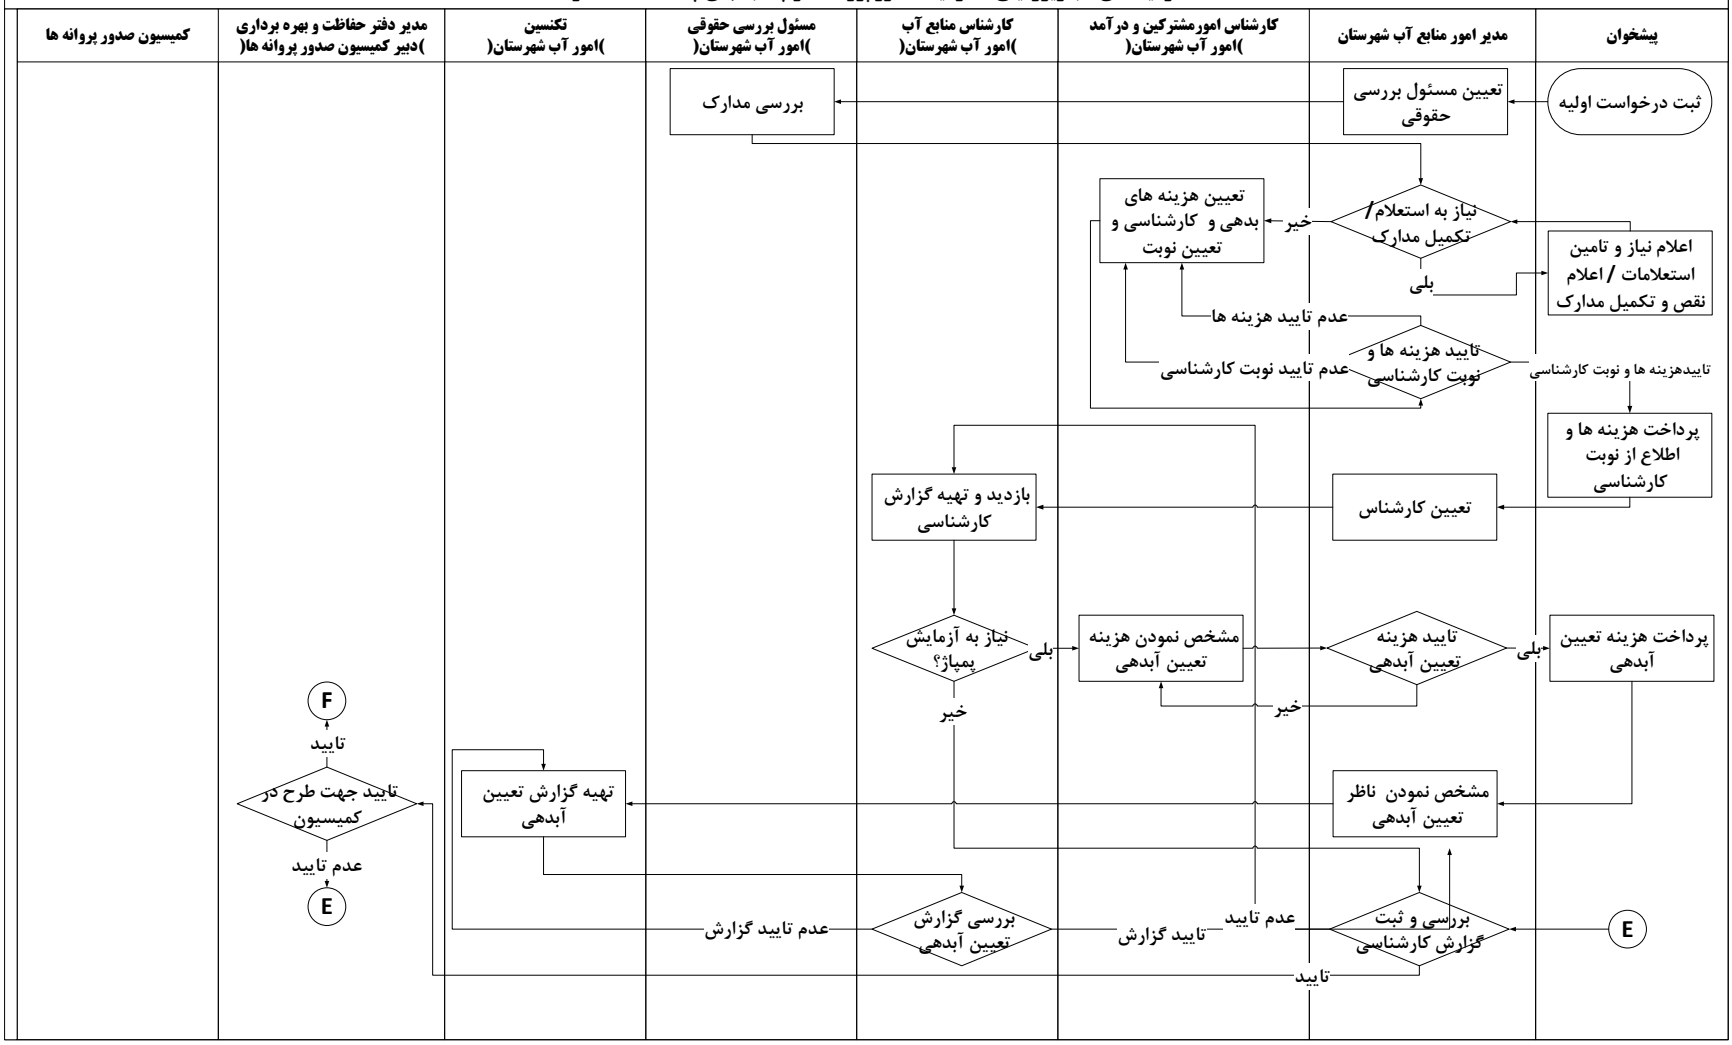 پیشخوان
مدیر امور منابع آب شهرستان
کارشناس امورمشترکین و درآمد
)امور آب شهرستان(
کارشناس منابع آب
)امور آب شهرستان(
مسئول بررسی حقوقی
)امور آب شهرستان(
تکنسین
)امور آب شهرستان(
مدیر دفتر حفاظت و بهره برداری
)دبیر کمیسیون صدور پروانه ها(
کمیسیون صدور پروانه ها
ثبت درخواست اولیه
تعیین مسئول بررسی
حقوقی
بررسی مدارک
نیاز به استعلام/
تکمیل مدارک
خیر
بلی
تعیین هزینه های
بدهی و کارشناسی و
تعیین نوبت
اعلام نیاز و تامین
استعلامات / اعلام
نقص و تکمیل مدارک
عدم تایید هزینه ها
تایید هزینه ها و
نوبت کارشناسی
عدم تایید نوبت کارشناسی
تاییدهزینه ها و نوبت کارشناسی
پرداخت هزینه ها و
اطلاع از نوبت
کارشناسی
تعیین کارشناس
بازدید و تهیه گزارش
کارشناسی
نیاز به آزمایش
پمپاژ؟
بلی
خیر
مشخص نمودن هزینه
تعیین آبدهی
تایید هزینه
تعیین آبدهی
بلی
خیر
پرداخت هزینه تعیین
آبدهی
مشخص نمودن ناظر
تعیین آبدهی
تهیه گزارش تعیین
آبدهی
F
تایید
تایید جهت طرح در
کمیسیون
عدم تایید
E
بررسی گزارش
تعیین آبدهی
عدم تایید گزارش
تایید گزارش
عدم تایید
بررسی و ثبت
گزارش کارشناسی
تایید
E